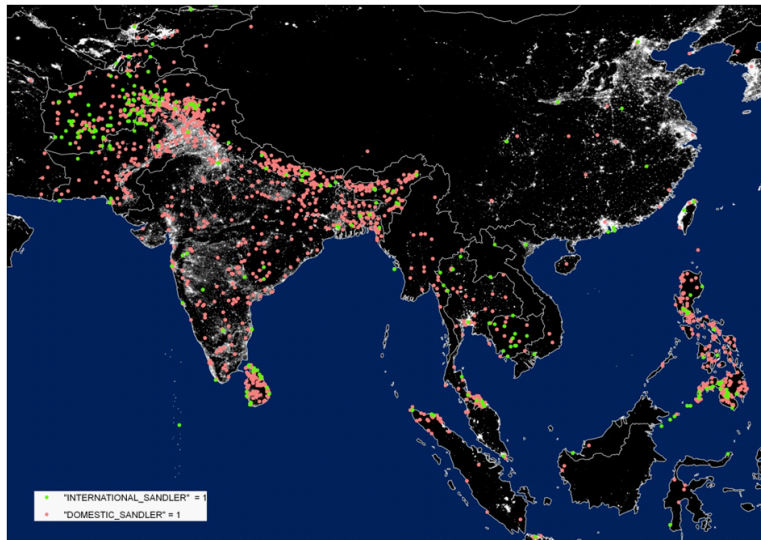 "INTERNATIONAL_SANDLER" = 1
"DOMESTIC_SANDLER" = 1